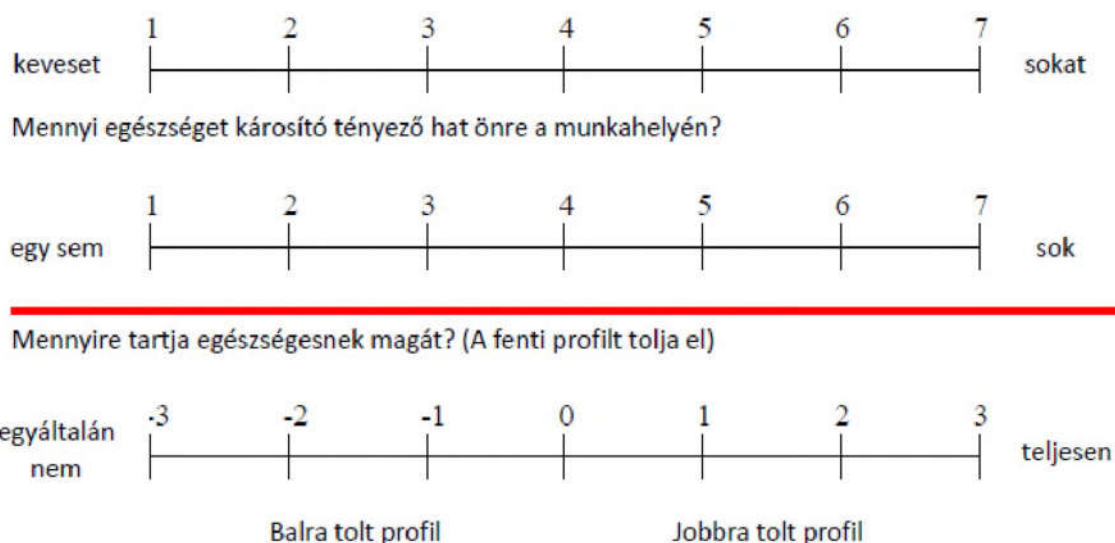 1 2 3 4 5 6 7
keveset sokat
Mennyi egészséget károsító tényező hat önre a munkahelyén?
1 2 3 4 5 6 7
egy sem sok
Mennyire tartja egészségesnek magát? (A fenti profilt tolja el)
-3 -2 -1 0 1 2 3
egyáltalán
nem teljesen
Balra tolt profil Jobbra tolt profil